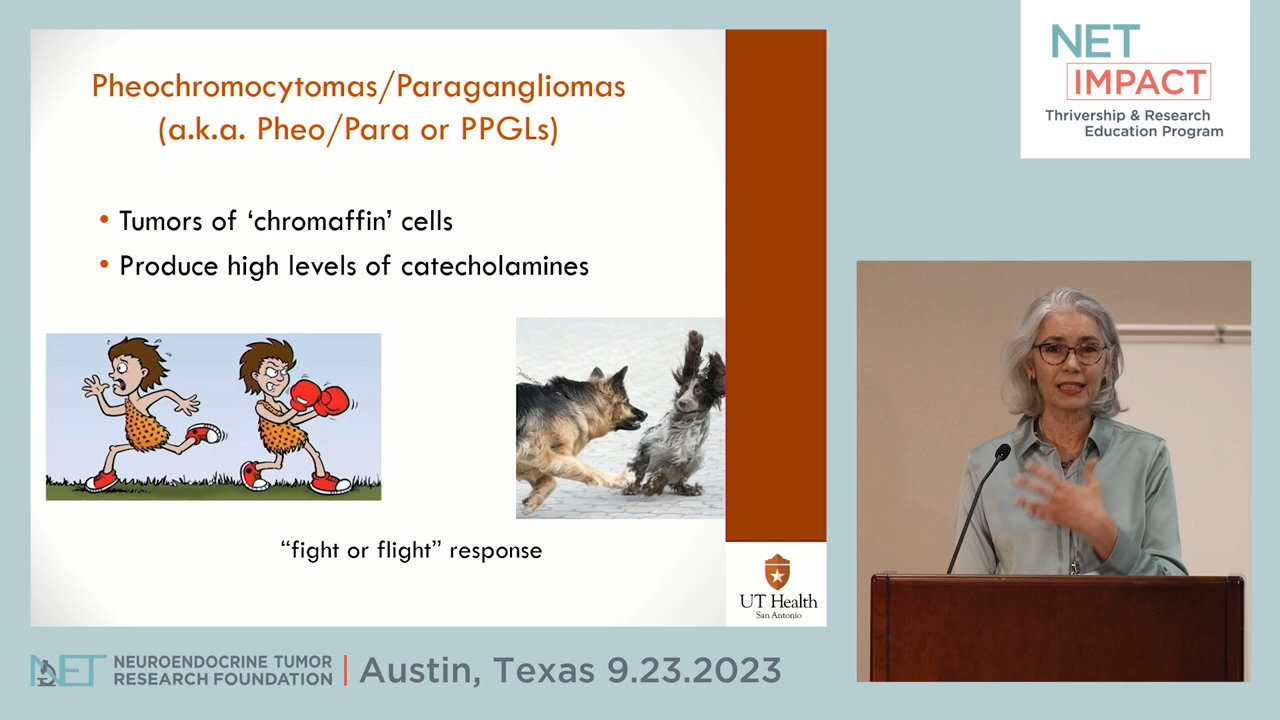 Pheochromocytomas/Paragangliomas
(a.k.a. Pheo/Para or PPGLs)
• Tumors of ‘chromaffin’ cells
• Produce high levels of catecholamines
“fight or flight” response
UT Health
San Antonio
NET
IMPACT
Thrivership & Research
Education Program
NET
NEUROENDOCRINE TUMOR
RESEARCH FOUNDATION
Austin, Texas 9.23.2023